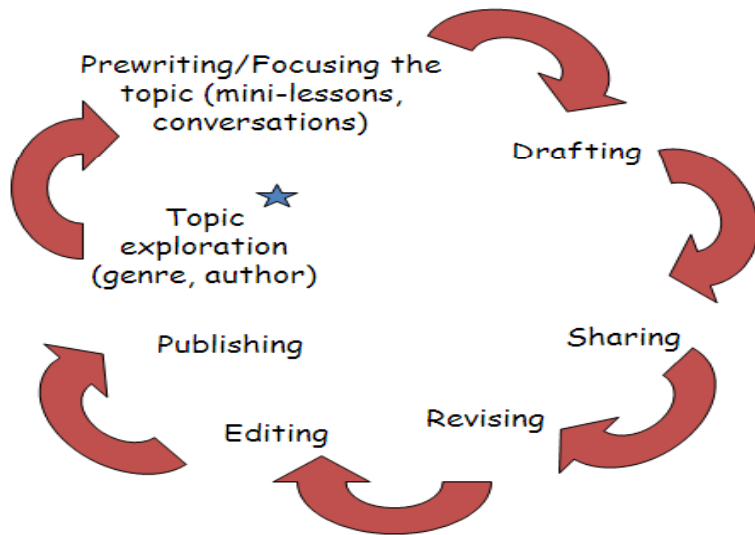 Prewriting/Focusing the
topic (mini-lessons,
conversations)
Drafting
Topic
exploration
(genre, author)
Sharing
Publishing
Revising
Editing